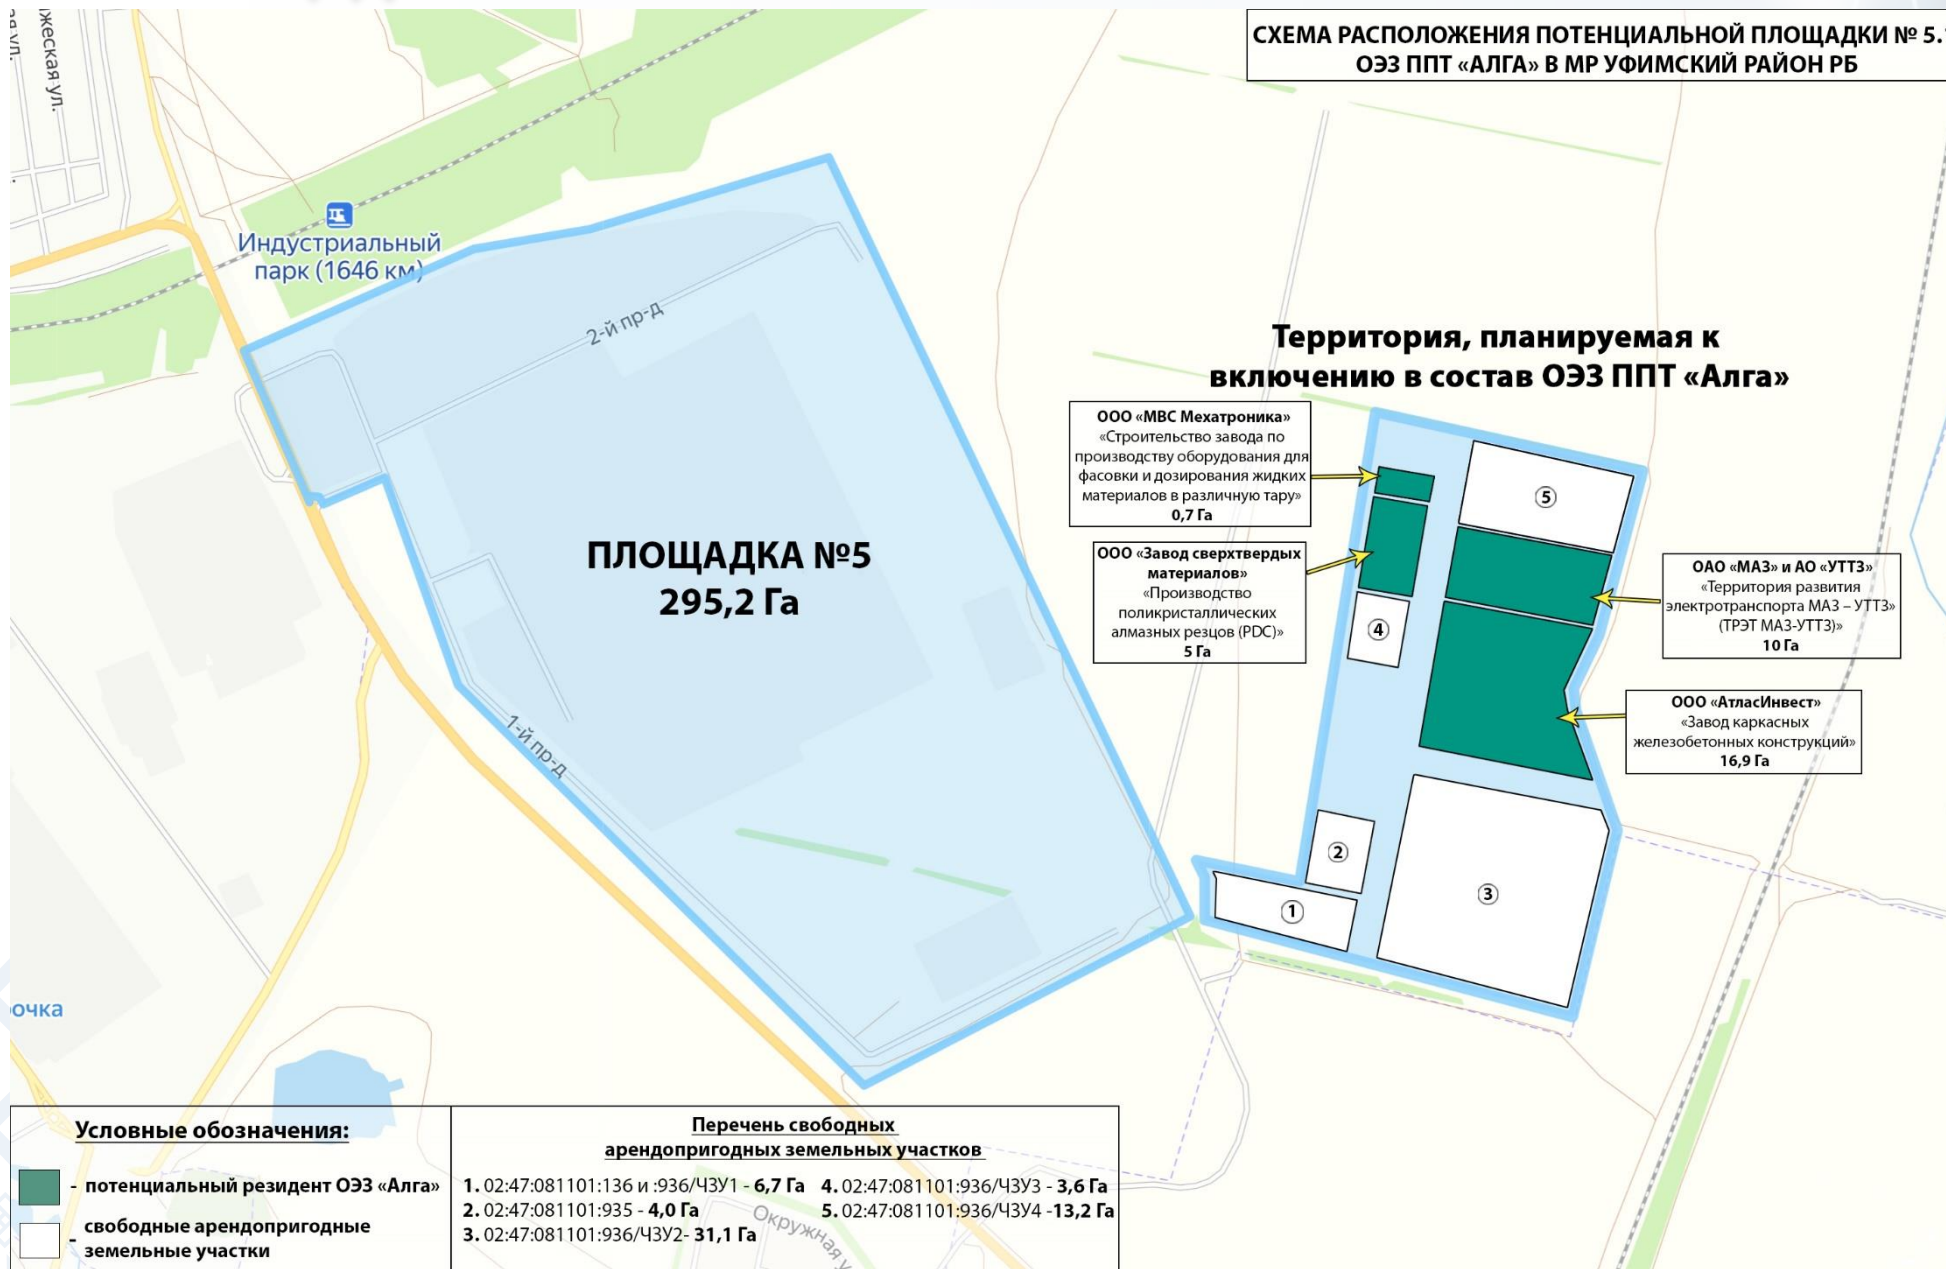 СХЕМА РАСПОЛОЖЕНИЯ ПОТЕНЦИАЛЬНОЙ ПЛОЩАДКИ № 5.
ОЭЗ ППТ «АЛГА» В МР УФИМСКИЙ РАЙОН РБ
Индустриальный
парк (1646 км)
2-й пр-д
1-й пр-д
ПЛОЩАДКА №5
295,2 Га
Территория, планируемая к
включению в состав ОЭЗ ППТ «Алга»
ООО «МВС Мехатроника»
«Строительство завода по
производству оборудования для
фасовки и дозирования жидких
материалов в различную тару»
0,7 Га
ООО «Завод сверхтвердых
материалов»
«Производство
поликристаллических
алмазных резцов (PDC)»
5 Га
ОАО «МАЗ» и АО «УТТЗ»
«Территория развития
электротранспорта МАЗ – УТТЗ»
(ТРЭТ МАЗ-УТТЗ)»
10 Га
ООО «АтласИнвест»
«Завод каркасных
железобетонных конструкций»
16,9 Га
5
4
2
3
1
очка
Условные обозначения:
- потенциальный резидент ОЭЗ «Алга»
- свободные арендопригодные
земельные участки
Перечень свободных
арендопригодных земельных участков
1. 02:47:081101:136 и :936/ЧЗУ1 - 6,7 Га
2. 02:47:081101:935 - 4,0 Га
3. 02:47:081101:936/ЧЗУ2- 31,1 Га
4. 02:47:081101:936/ЧЗУ3 - 3,6 Га
5. 02:47:081101:936/ЧЗУ4 -13,2 Га
Окружная